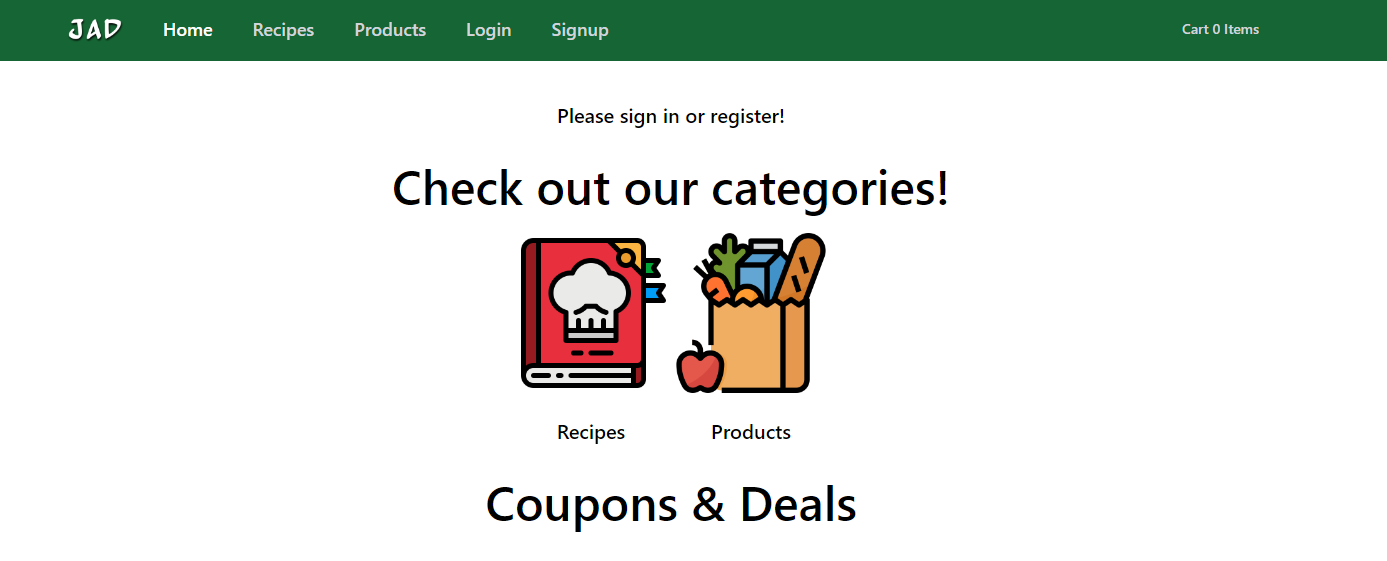 JAD Home Recipes Products Login Signup Cart 0 Items
Please sign in or register!
Check out our categories!
Recipes Products
Coupons & Deals